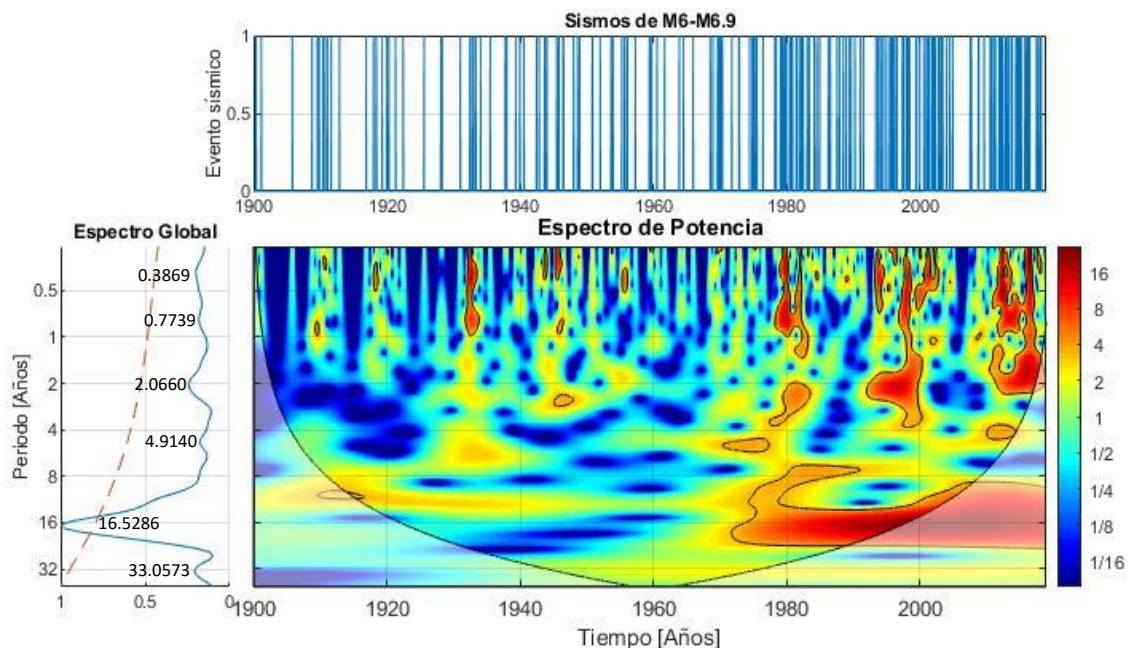 Sismos de M6-M6.9
Evento sísmico
1
0.5
0
1900 1920 1940 1960 1980 2000
Espectro Global
Espectro de Potencia
Periodo [Años]
0.5
1
2
4
8
16
32
0.3869
0.7739
2.0660
4.9140
16.5286
33.0573
1 0.5 0
1900 1920 1940 1960 1980 2000
Tiempo [Años]
16
8
4
2
1
1/2
1/4
1/8
1/16